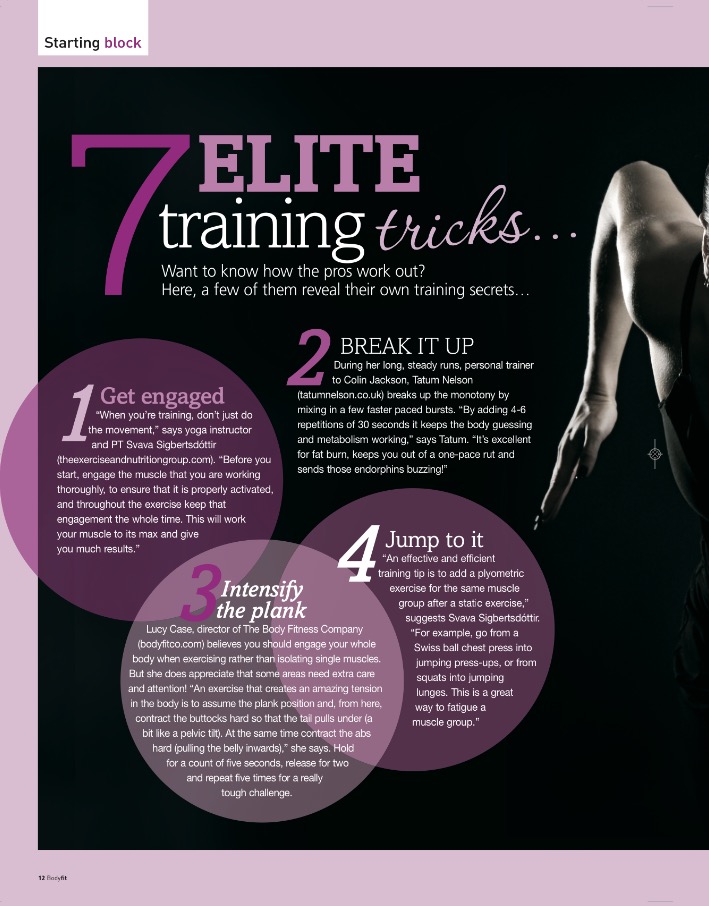 Starting block
7 ELITE
training tricks...
Want to know how the pros work out?
Here, a few of them reveal their own training secrets…
1 Get engaged
“When you’re training, don’t just do
the movement,” says yoga instructor
and PT Svava Sigbertsdóttir
(theexerciseandnutritiongroup.com). “Before you
start, engage the muscle that you are working
thoroughly, to ensure that it is properly activated,
and throughout the exercise keep that
engagement the whole time. This will work
your muscle to its max and give
you much results.”
2 BREAK IT UP
During her long, steady runs, personal trainer
to Colin Jackson, Tatum Nelson
(tatumnelson.co.uk) breaks up the monotony by
mixing in a few faster paced bursts. “By adding 4-6
repetitions of 30 seconds it keeps the body guessing
and metabolism working,” says Tatum. “It’s excellent
for fat burn, keeps you out of a one-pace rut and
sends those endorphins buzzing!”
3 Intensify
the plank
Lucy Case, director of The Body Fitness Company
(bodyfitco.com) believes you should engage your whole
body when exercising rather than isolating single muscles.
But she does appreciate that some areas need extra care
and attention! “An exercise that creates an amazing tension
in the body is to assume the plank position and, from here,
contract the buttocks hard so that the tail pulls under (a
bit like a pelvic tilt). At the same time contract the abs
hard (pulling the belly inwards),” she says. Hold
for a count of five seconds, release for two
and repeat five times for a really
tough challenge.
4 Jump to it
“An effective and efficient
training tip is to add a plyometric
exercise for the same muscle
group after a static exercise,”
suggests Svava Sigbertsdóttir.
“For example, go from a
Swiss ball chest press into
jumping press-ups, or from
squats into jumping
lunges. This is a great
way to fatigue a
muscle group.”
12 Bodyfit